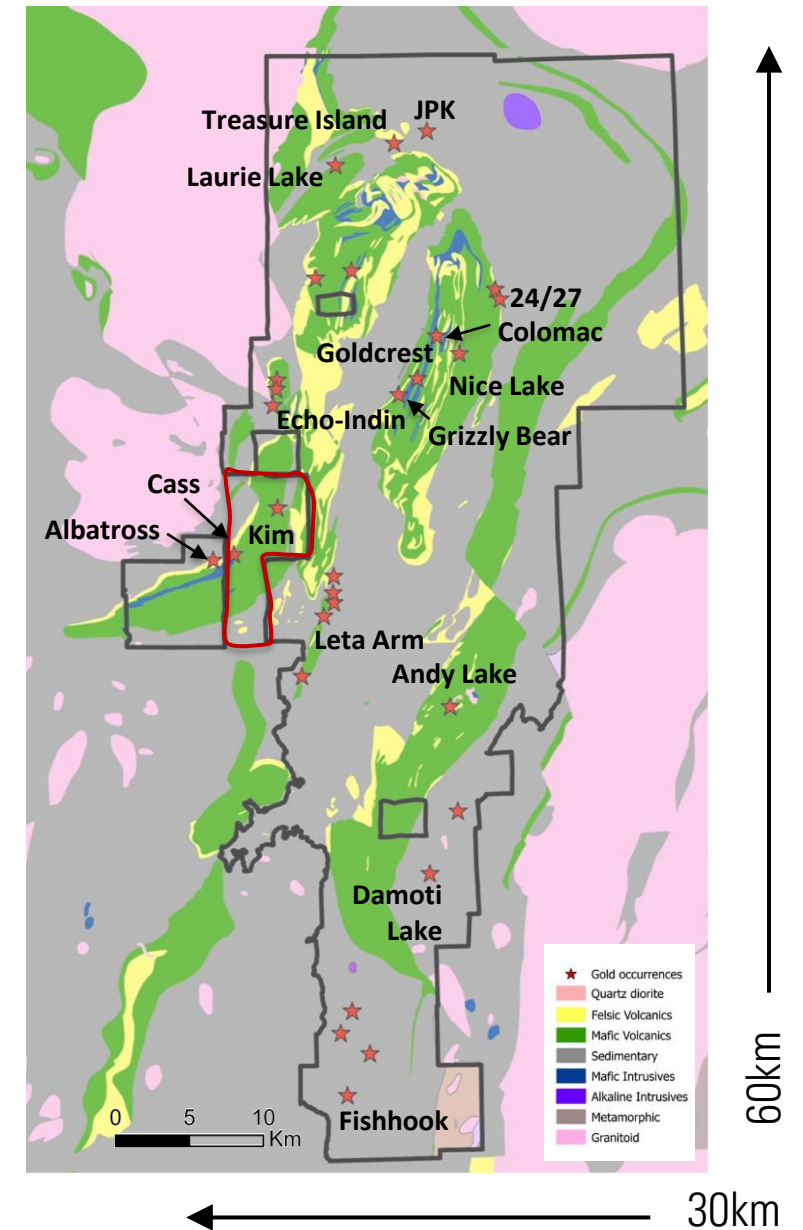 JPK
Treasure Island
Laurie Lake
24/27
Colomac
Goldcrest
Nice Lake
Echo-Indin
Grizzly Bear
Cass
Albatross
Kim
Leta Arm
Andy Lake
Damoti
Lake
Fishhook
0 5 10
Km
Gold occurrences
Quartz diorite
Felsic Volcanics
Mafic Volcanics
Sedimentary
Mafic Intrusives
Alkaline Intrusives
Metamorphic
Granitoid
60km
30km